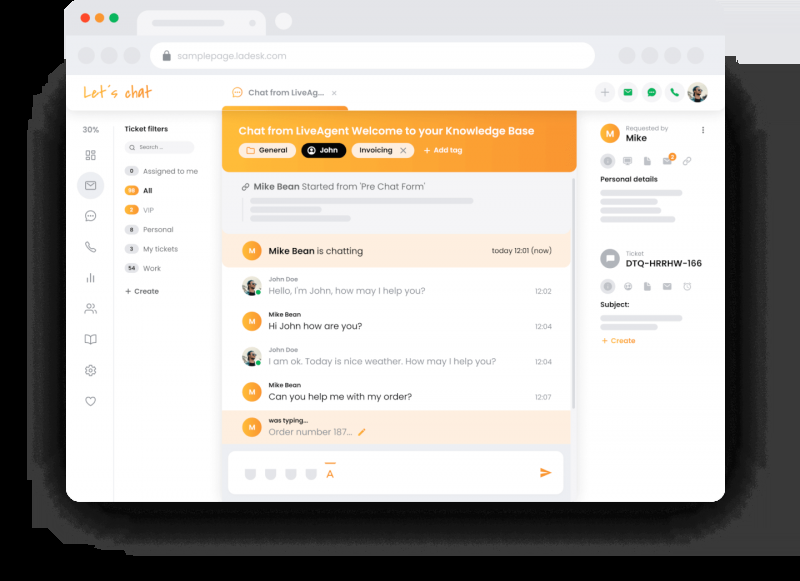 samplepage.ladesk.com
Let's chat
Chat from LiveAg...
30%
Ticket filters
Search ...
0 Assigned to me
All
VIP
8 Personal
3 My tickets
54 Work
+ Create
Chat from LiveAgent Welcome to your Knowledge Base
General John Invoicing + Add tag
Mike Bean Started from 'Pre Chat Form'
M Mike Bean is chatting today 12:01 (now)
John Doe
Hello, I'm John, how may I help you? 12:02
M Mike Bean
Hi John how are you? 12:04
John Doe
I am ok. Today is nice weather. How may I help you? 12:04
M Mike Bean
Can you help me with my order? 12:07
M was typing...
Order number 187...
A
M Requested by
Mike
Personal details
Ticket
DTQ-HRRHW-166
Subject:
+ Create